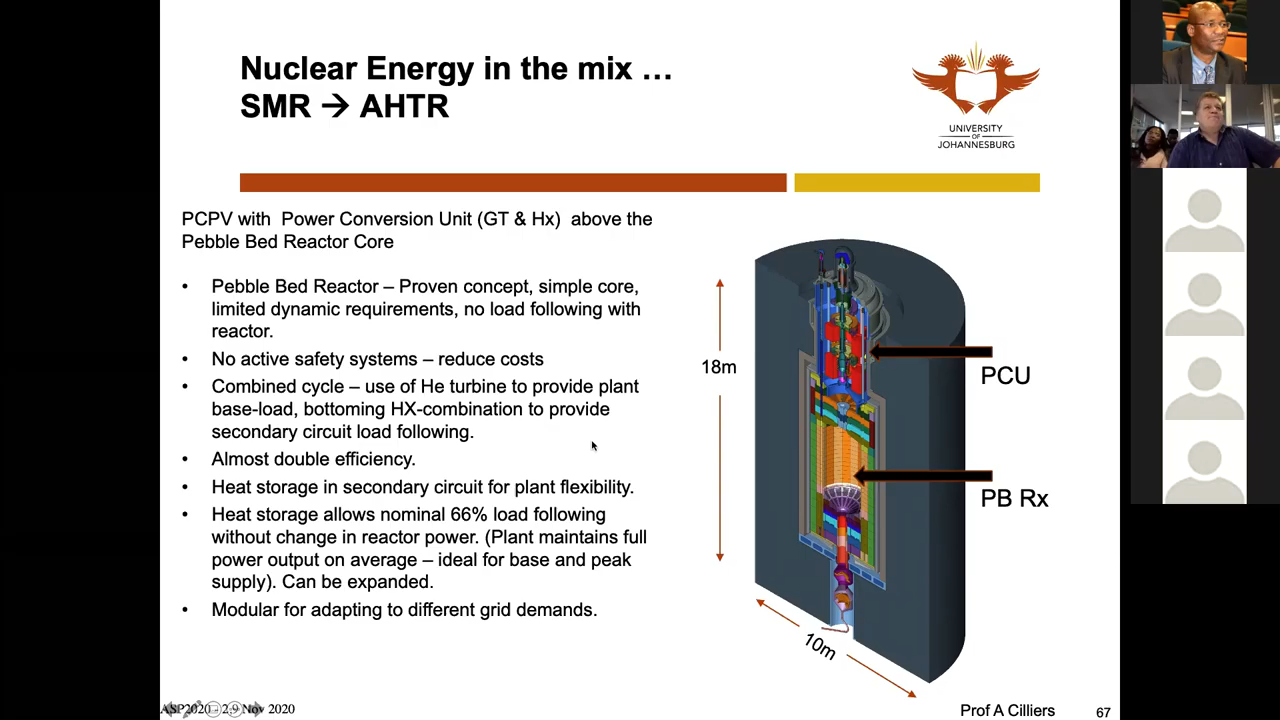 Nuclear Energy in the mix …
SMR → AHTR
UNIVERSITY
OF
JOHANNESBURG
PCPV with Power Conversion Unit (GT & Hx) above the
Pebble Bed Reactor Core
• Pebble Bed Reactor – Proven concept, simple core,
limited dynamic requirements, no load following with
reactor.
• No active safety systems – reduce costs
• Combined cycle – use of He turbine to provide plant
base-load, bottoming HX-combination to provide
secondary circuit load following.
• Almost double efficiency.
• Heat storage in secondary circuit for plant flexibility.
• Heat storage allows nominal 66% load following
without change in reactor power. (Plant maintains full
power output on average – ideal for base and peak
supply). Can be expanded.
• Modular for adapting to different grid demands.
18m
PCU
PB Rx
10m
ASP2020 - 2.9 Nov 2020
Prof A Cilliers
67